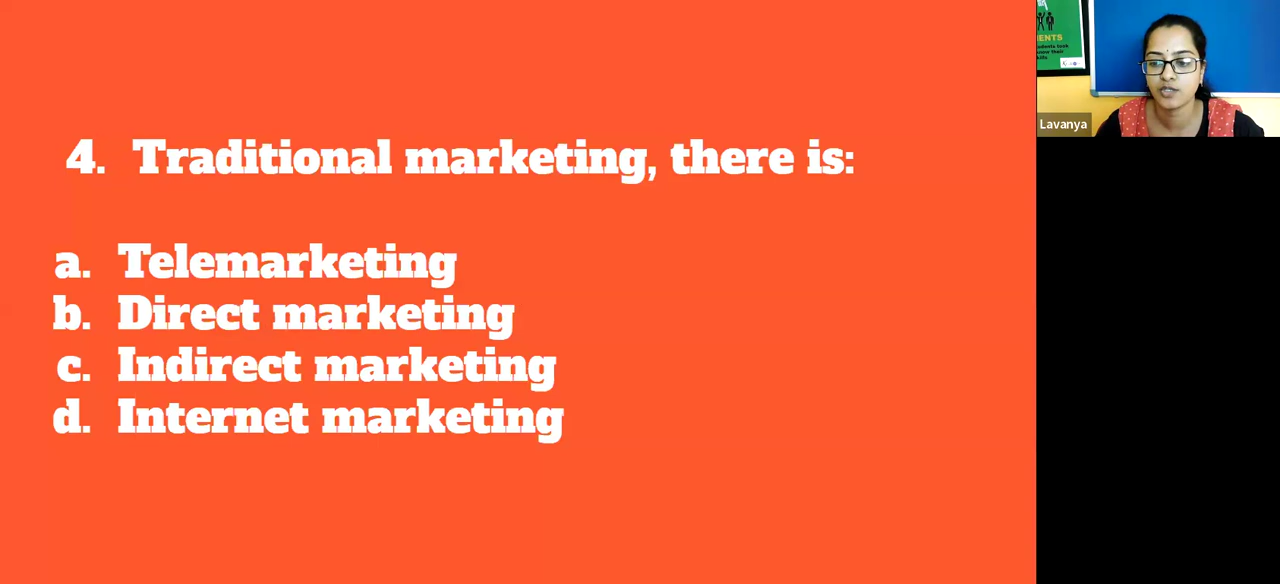 4. Traditional marketing, there is:
a. Telemarketing
b. Direct marketing
c. Indirect marketing
d. Internet marketing
Lavanya